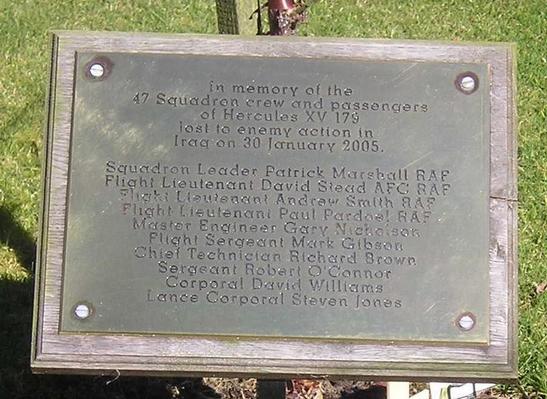 in memory of the
47 Squadron crew and passengers
of Hercules XV 179
lost to enemy action in
Iraq on 30 January 2005.
Squadron Leader Patrick Marshall RAF
Flight Lieutenant David Stead AFC RAF
Flight Lieutenant Andrew Smith RAF
Flight Lieutenant Paul Pardoel RAF
Master Engineer Gary Nicholson
Flight Sergeant Mark Gibson
Chief Technician Richard Brown
Sergeant Robert O'Connor
Corporal David Williams
Lance Corporal Steven Jones